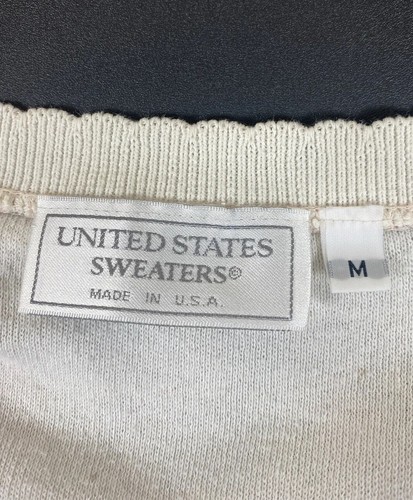 UNITED STATES
SWEATERS©
MADE IN U.S.A.
M